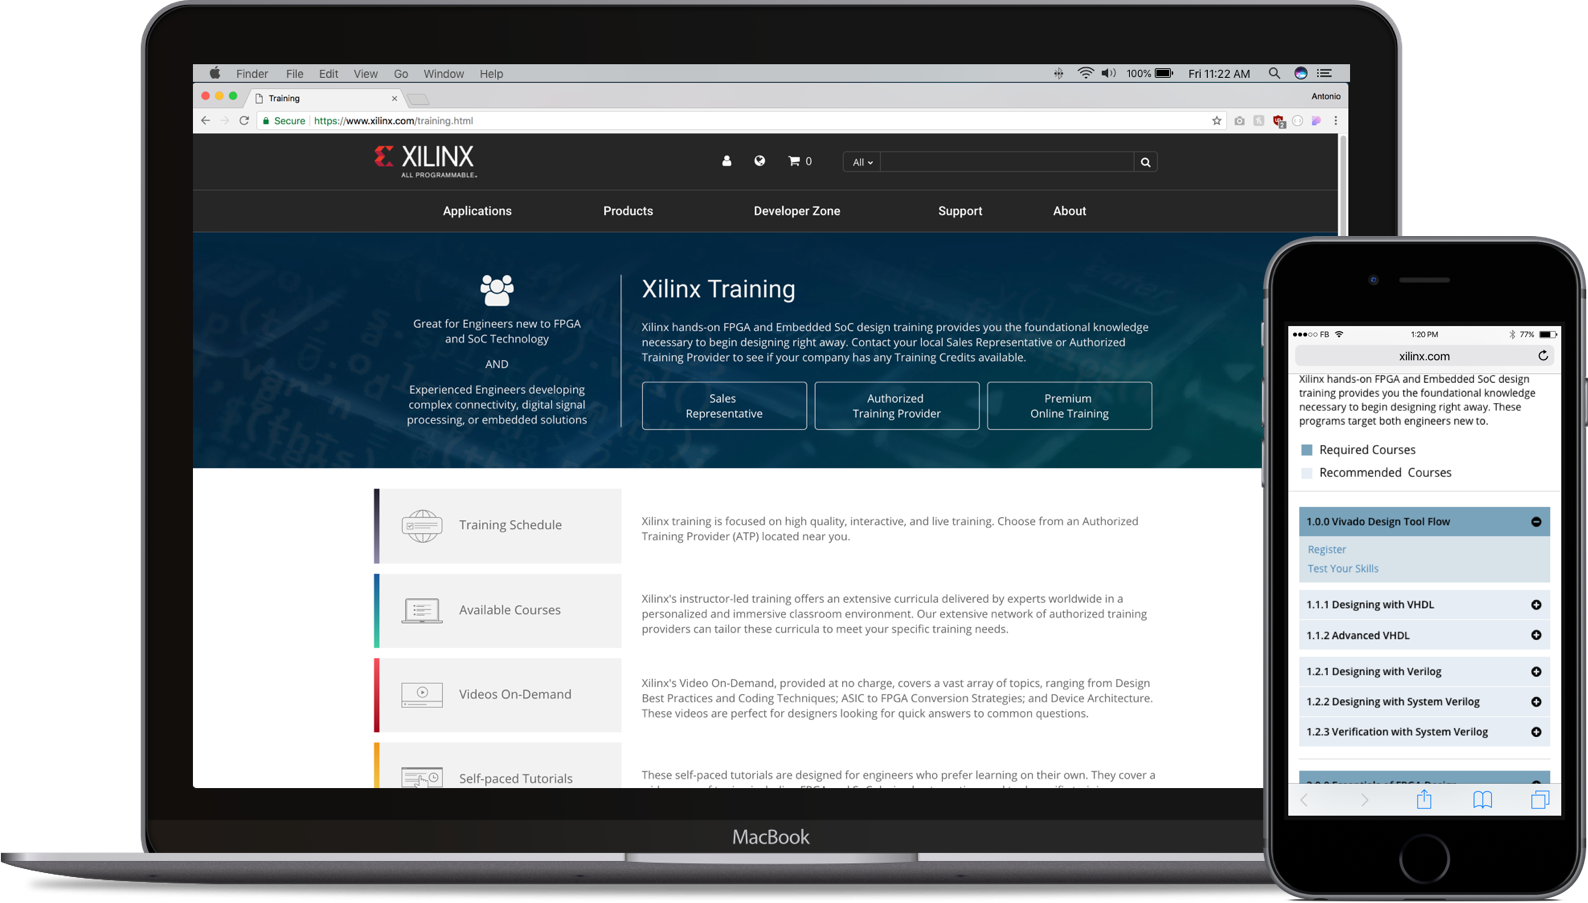 Finder File Edit View Go Window Help 100% Fri 11:22 AM
Training Antonio
Secure https://www.xilinx.com/training.html
XILINX
ALL PROGRAMMABLE.
0 All
Applications Products Developer Zone Support About
Great for Engineers new to FPGA
and SoC Technology
AND
Experienced Engineers developing
complex connectivity, digital signal
processing, or embedded solutions
Xilinx Training
Xilinx hands-on FPGA and Embedded SoC design training provides you the foundational knowledge
necessary to begin designing right away. Contact your local Sales Representative or Authorized
Training Provider to see if your company has any Training Credits available.
Sales
Representative
Authorized
Training Provider
Premium
Online Training
Training Schedule
Xilinx training is focused on high quality, interactive, and live training. Choose from an Authorized
Training Provider (ATP) located near you.
Available Courses
Xilinx's instructor-led training offers an extensive curricula delivered by experts worldwide in a
personalized and immersive classroom environment. Our extensive network of authorized training
providers can tailor these curricula to meet your specific training needs.
Videos On-Demand
Xilinx's Video On-Demand, provided at no charge, covers a vast array of topics, ranging from Design
Best Practices and Coding Techniques; ASIC to FPGA Conversion Strategies; and Device Architecture.
These videos are perfect for designers looking for quick answers to common questions.
Self-paced Tutorials
These self-paced tutorials are designed for engineers who prefer learning on their own. They cover a
MacBook
FB 1:20 PM 77%
xilinx.com
Xilinx hands-on FPGA and Embedded SoC design
training provides you the foundational knowledge
necessary to begin designing right away. These
programs target both engineers new to.
Required Courses
Recommended Courses
1.0.0 Vivado Design Tool Flow
Register
Test Your Skills
1.1.1 Designing with VHDL
1.1.2 Advanced VHDL
1.2.1 Designing with Verilog
1.2.2 Designing with System Verilog
1.2.3 Verification with System Verilog